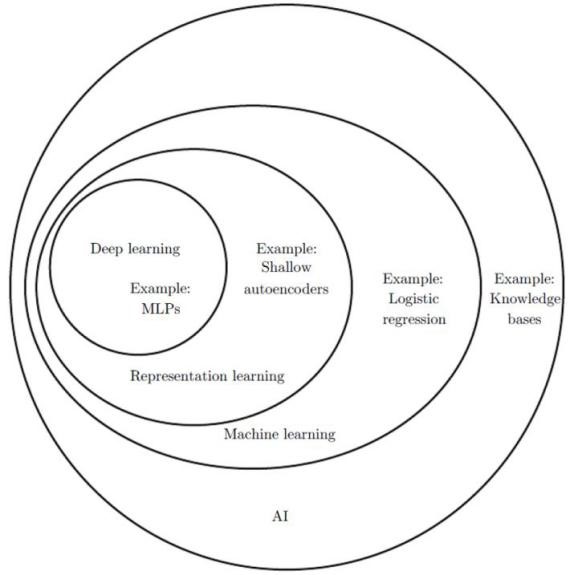 Deep learning
Example:
MLPs
Example:
Shallow
autoencoders
Example:
Logistic
regression
Example:
Knowledge
bases
Representation learning
Machine learning
AI